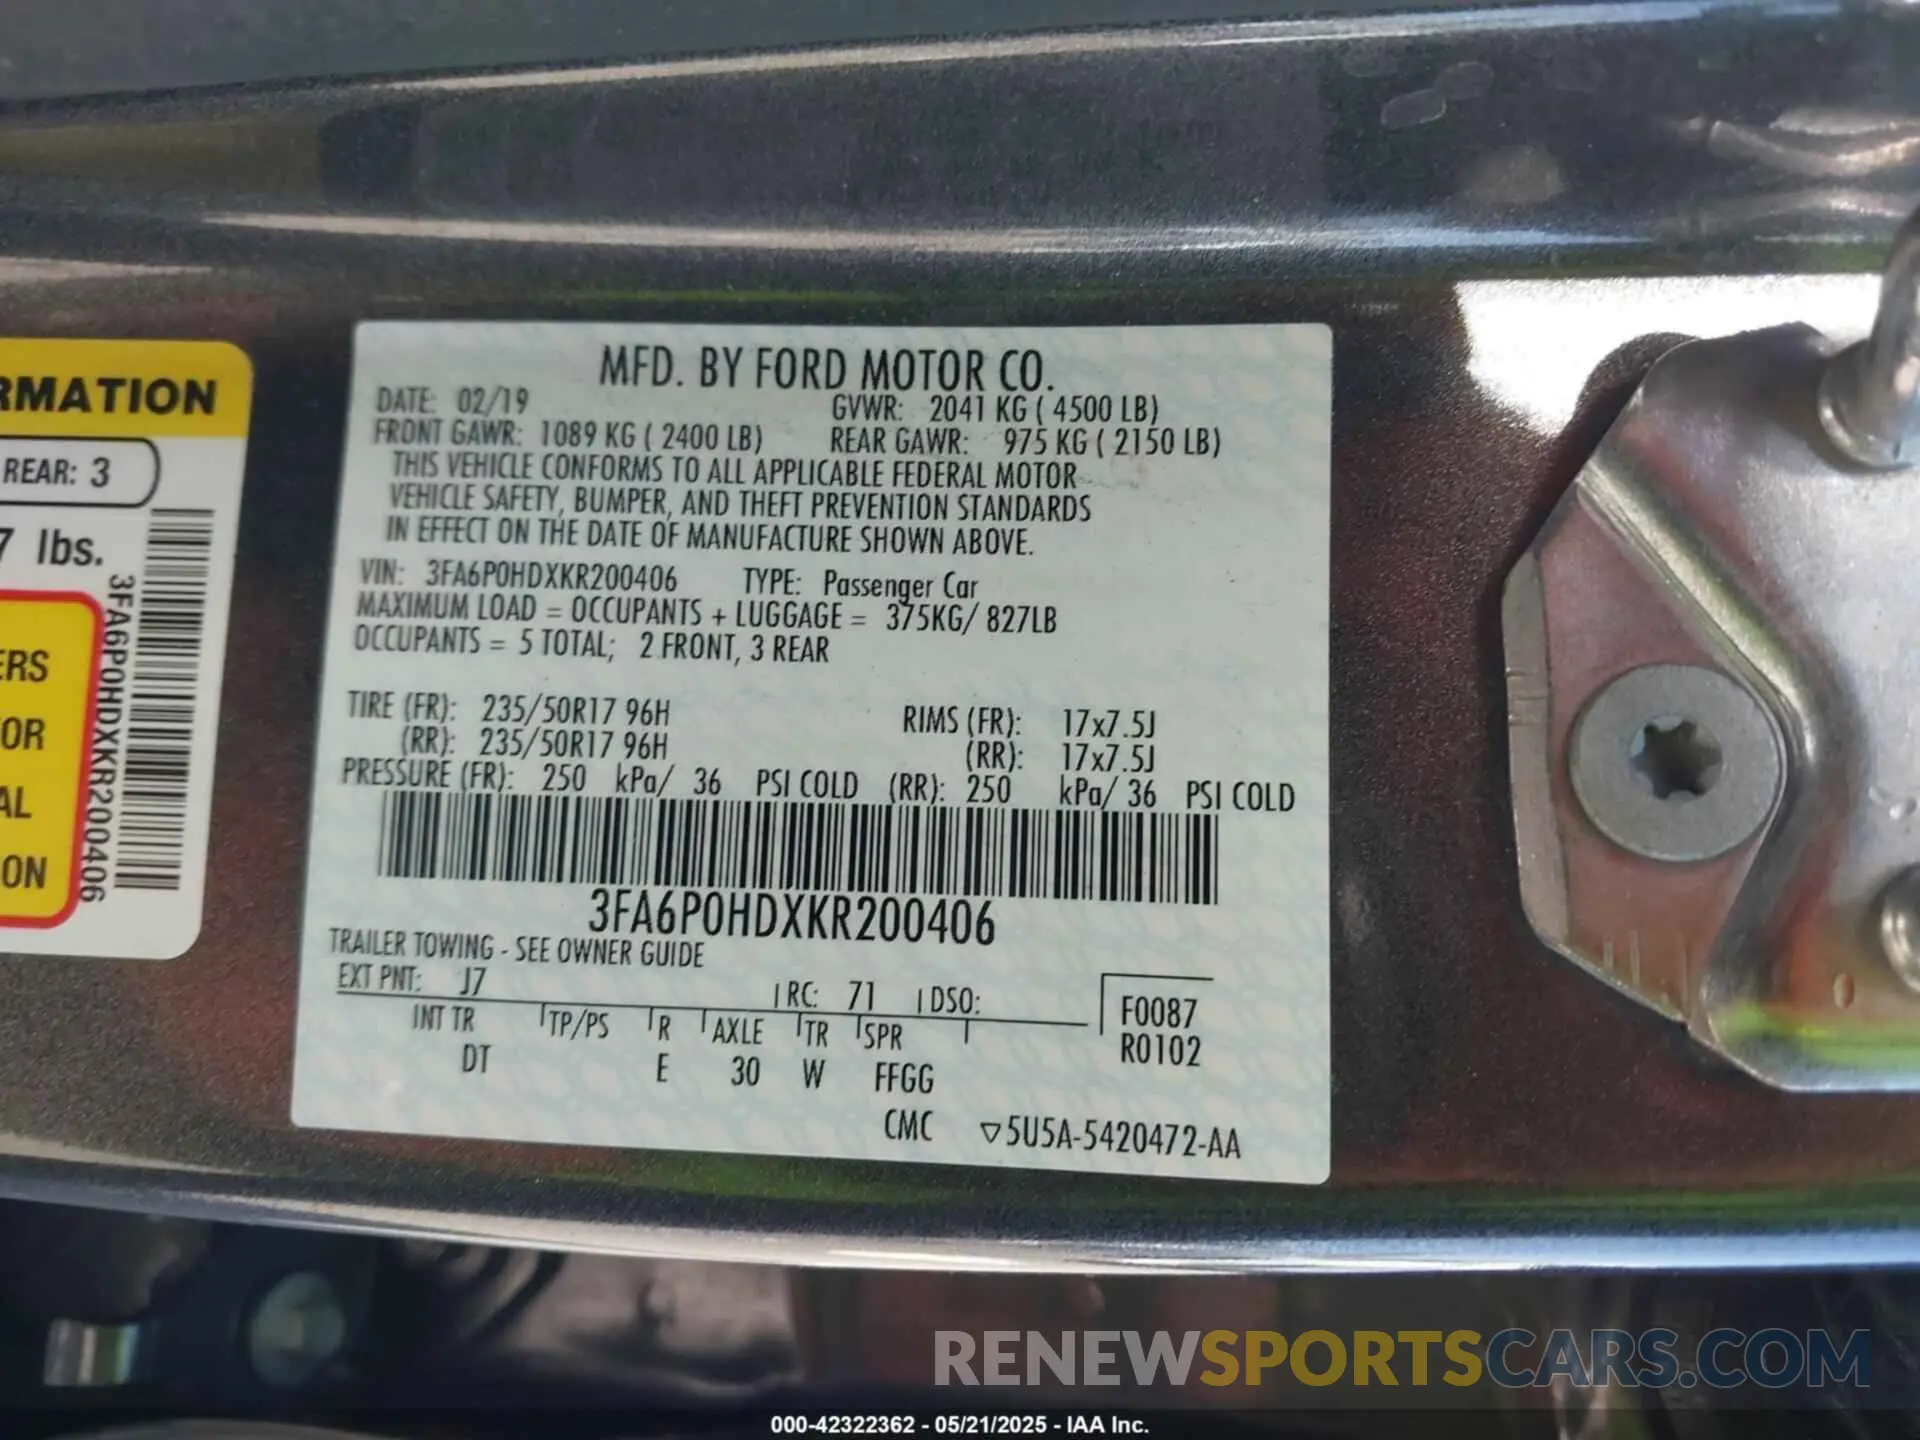 RMATION
REAR: 3
7 lbs.
3FA6P0HDXKR200406
ERS
OR
AL
ON
MFD. BY FORD MOTOR CO.
DATE: 02/19 GVWR: 2041 KG ( 4500 LB)
FRONT GAWR: 1089 KG ( 2400 LB) REAR GAWR: 975 KG ( 2150 LB)
THIS VEHICLE CONFORMS TO ALL APPLICABLE FEDERAL MOTOR
VEHICLE SAFETY, BUMPER, AND THEFT PREVENTION STANDARDS
IN EFFECT ON THE DATE OF MANUFACTURE SHOWN ABOVE.
VIN: 3FA6P0HDXKR200406 TYPE: Passenger Car
MAXIMUM LOAD = OCCUPANTS + LUGGAGE = 375KG/ 827LB
OCCUPANTS = 5 TOTAL; 2 FRONT, 3 REAR
TIRE (FR): 235/50R17 96H RIMS (FR): 17x7.5J
(RR): 235/50R17 96H (RR): 17x7.5J
PRESSURE (FR): 250 kPa/ 36 PSI COLD (RR): 250 kPa/ 36 PSI COLD
3FA6P0HDXKR200406
TRAILER TOWING - SEE OWNER GUIDE
EXT PNT: J7 RC: 71 DSO:
INT TR TP/PS R AXLE TR SPR
DT E 30 W FFGG
F0087
R0102
CMC ▽5U5A-5420472-AA
RENEWSPORTSCARS.COM
000-42322362 - 05/21/2025 - IAA Inc.